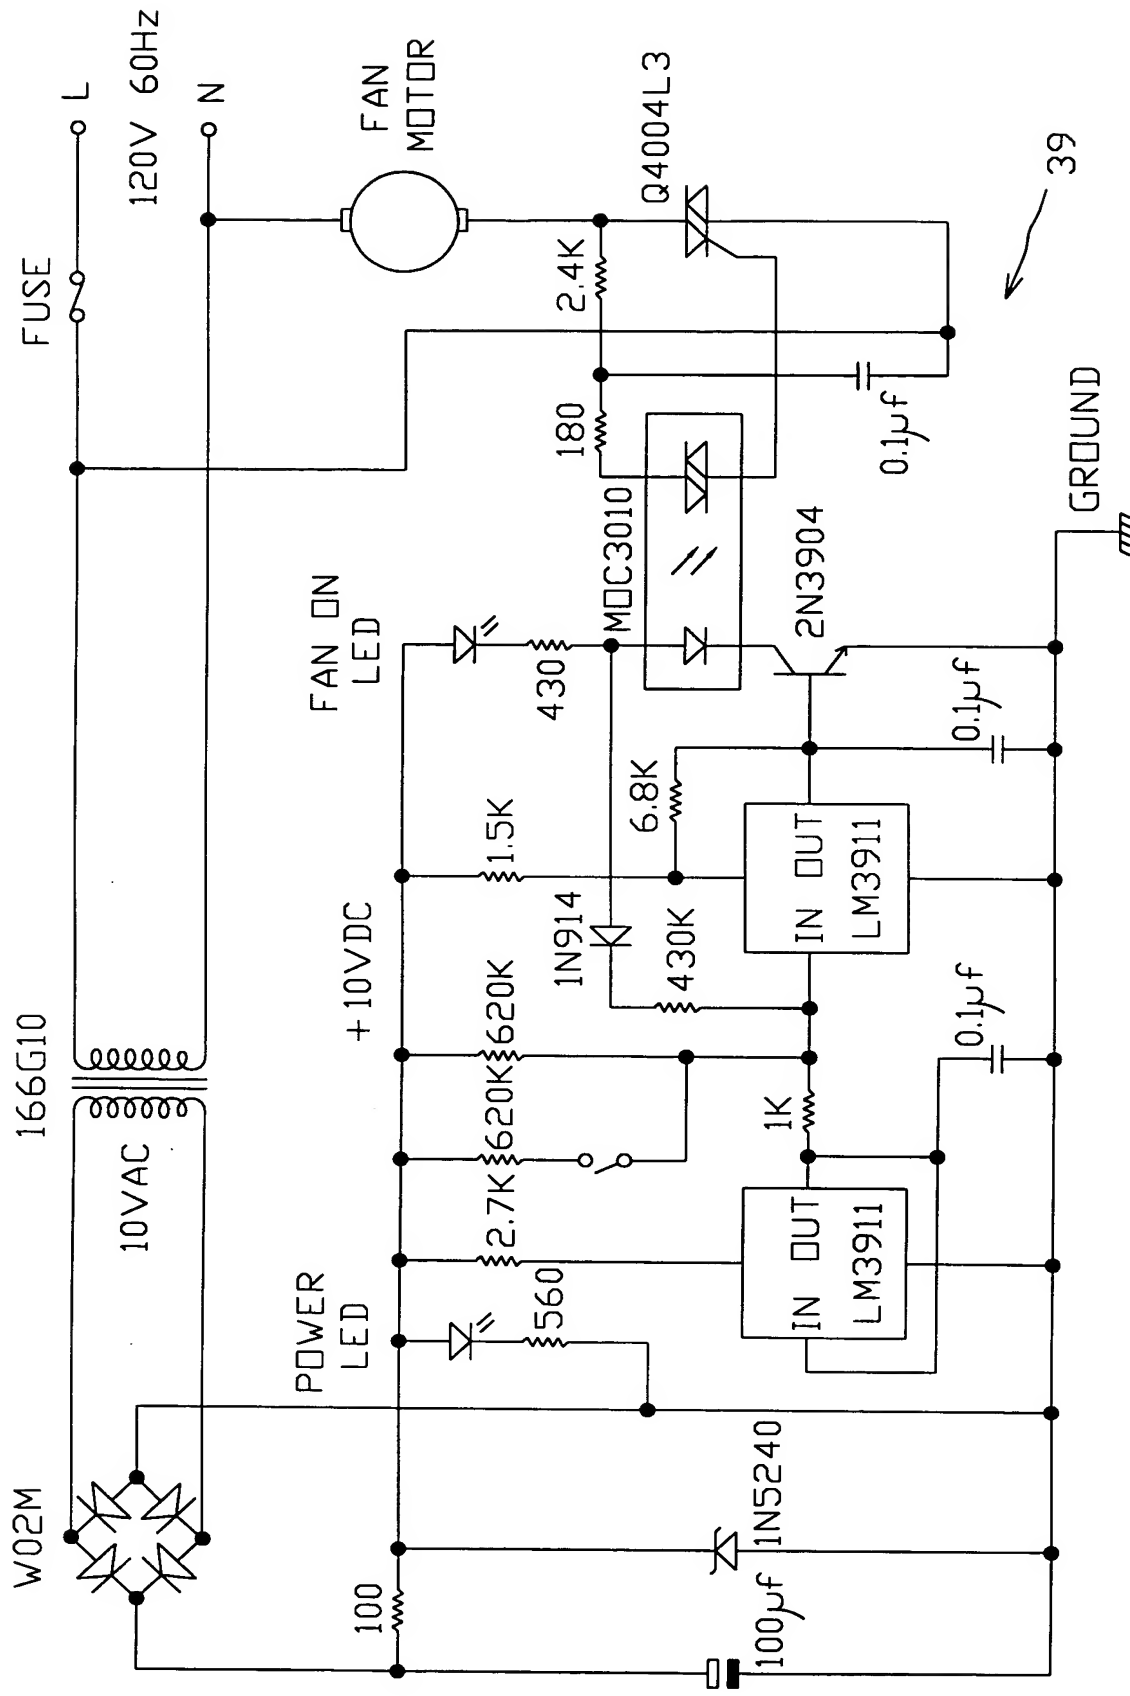 W02M
166G10
10VAC
FUSE
L
120V 60Hz
N
POWER
LED
+10VDC
FAN ON
LED
FAN
MOTOR
100
560
2.7K
620K
620K
1.5K
430
1N914
430K
6.8K
MOC3010
180
2.4K
Q4004L3
1K
IN OUT
LM3911
IN OUT
LM3911
2N3904
0.1µf
1N5240
100µf
0.1µf
0.1µf
GROUND
39